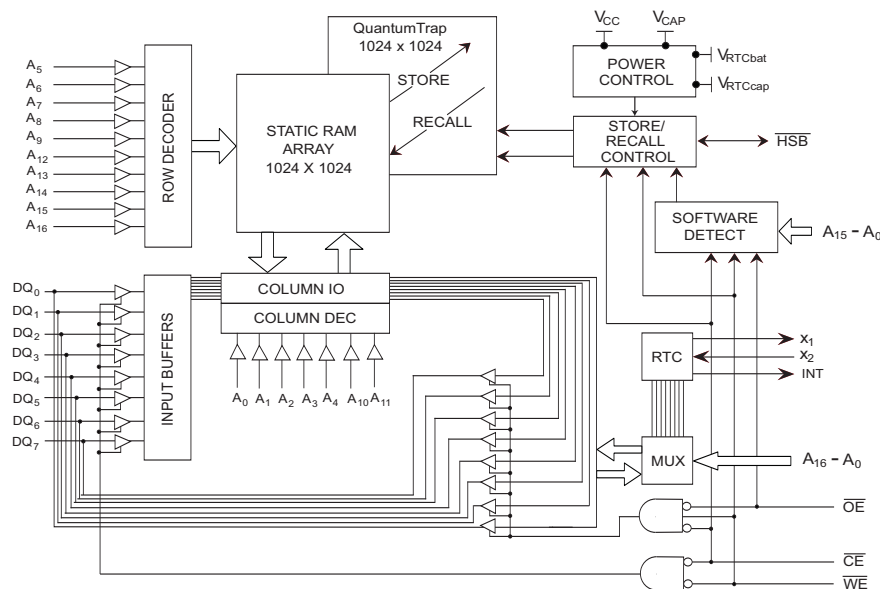 V_CC
V_CAP
QuantumTrap
1024 x 1024
V_RTCbat
POWER
CONTROL
V_RTCcap
A_5
A_6
A_7
A_8
A_9
A_12
A_13
A_14
A_15
A_16
ROW DECODER
STORE
RECALL
STATIC RAM
ARRAY
1024 X 1024
STORE/
RECALL
CONTROL
HSB
SOFTWARE
DETECT
A_15 – A_0
DQ_0
DQ_1
DQ_2
DQ_3
DQ_4
DQ_5
DQ_6
DQ_7
INPUT BUFFERS
COLUMN IO
COLUMN DEC
A_0 A_1 A_2 A_3 A_4 A_10 A_11
RTC
x_1
x_2
INT
MUX
A_16 – A_0
OE
CE
WE